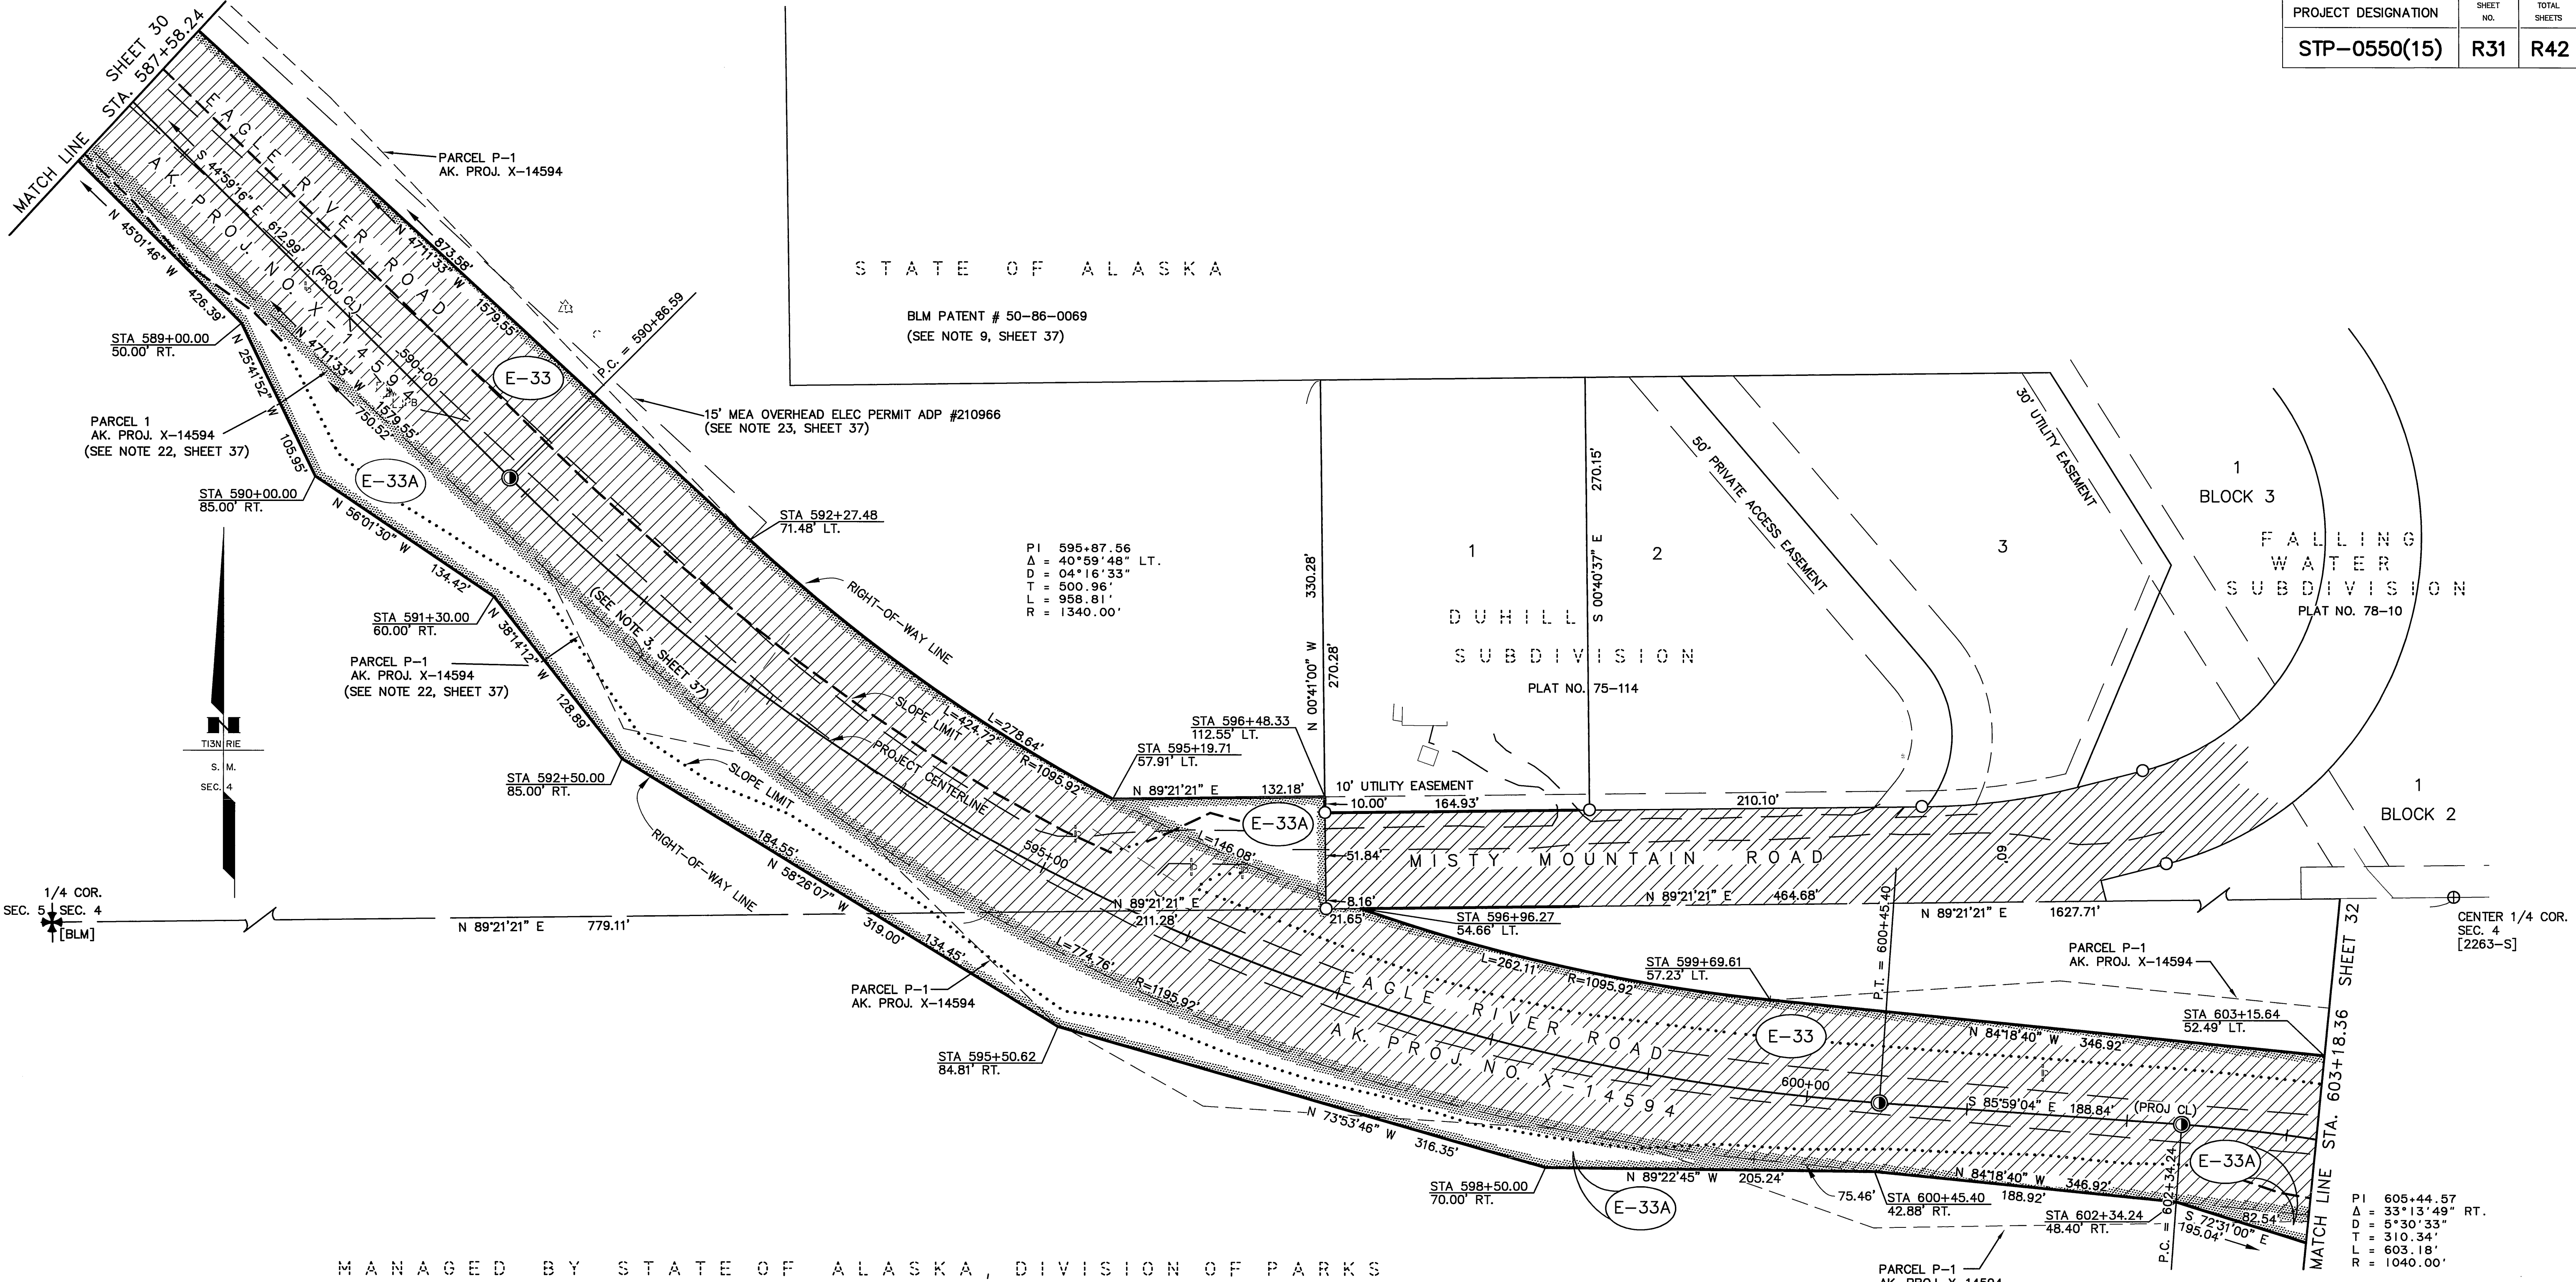 PROJECT DESIGNATION
SHEET NO.
TOTAL SHEETS
STP-0550(15)
R31
R42
MATCH LINE STA. 587+58.24
SHEET 30
EAGLE RIVER ROAD
AK. PROJ. NO. X-14594
S 44°59'16" E 612.99' (PROJ CL)
PARCEL P-1
AK. PROJ. X-14594
873.58'
N 47°11'33" W 1579.55'
N 45°01'46" W 426.39'
STA 589+00.00
50.00' RT.
N 25°41'52" W 105.95'
N 47°11'33" W 1579.55'
750.52'
590+00
E-33
P.C. = 590+86.59
PARCEL 1
AK. PROJ. X-14594
(SEE NOTE 22, SHEET 37)
E-33A
STA 590+00.00
85.00' RT.
N 56°01'30" W 134.42'
15' MEA OVERHEAD ELEC PERMIT ADP #210966
(SEE NOTE 23, SHEET 37)
STATE OF ALASKA
BLM PATENT # 50-86-0069
(SEE NOTE 9, SHEET 37)
STA 592+27.48
71.48' LT.
RIGHT-OF-WAY LINE
PI 595+87.56
Δ = 40°59'48" LT.
D = 04°16'33"
T = 500.96'
L = 958.81'
R = 1340.00'
STA 591+30.00
60.00' RT.
N 38°14'12" W 128.89'
PARCEL P-1
AK. PROJ. X-14594
(SEE NOTE 22, SHEET 37)
(SEE NOTE 3, SHEET 37)
N
T13N R1E
S. M.
SEC. 4
STA 592+50.00
85.00' RT.
SLOPE LIMIT
SLOPE LIMIT
PROJECT CENTERLINE
L=424.72'
L=278.64'
R=1095.92'
RIGHT-OF-WAY LINE
184.55'
N 58°26'07" W 319.00'
134.45'
STA 595+19.71
57.91' LT.
STA 596+48.33
112.55' LT.
N 89°21'21" E 132.18'
E-33A
L=146.08'
595+00
N 00°41'00" W 330.28'
270.28'
10' UTILITY EASEMENT
10.00'
164.93'
210.10'
51.84'
8.16'
21.65'
MISTY MOUNTAIN ROAD
60'
1
2
3
S 00°40'37" E 270.15'
DUHILL
SUBDIVISION
PLAT NO. 75-114
50' PRIVATE ACCESS EASEMENT
30' UTILITY EASEMENT
1
BLOCK 3
FALLING
WATER
SUBDIVISION
PLAT NO. 78-10
1
BLOCK 2
1/4 COR.
SEC. 5 SEC. 4
[BLM]
N 89°21'21" E 779.11'
N 89°21'21" E
211.28'
N 89°21'21" E 464.68'
N 89°21'21" E 1627.71'
CENTER 1/4 COR.
SEC. 4
[2263-S]
STA 596+96.27
54.66' LT.
P.T. = 600+45.40
L=774.76'
R=1195.92'
L=262.11'
R=1095.92'
STA 599+69.61
57.23' LT.
PARCEL P-1
AK. PROJ. X-14594
PARCEL P-1
AK. PROJ. X-14594
STA 603+15.64
52.49' LT.
STA 595+50.62
84.81' RT.
EAGLE RIVER ROAD
AK. PROJ. NO. X-14594
E-33
N 84°18'40" W 346.92'
600+00
S 85°59'04" E 188.84' (PROJ CL)
N 73°53'46" W 316.35'
STA 598+50.00
70.00' RT.
E-33A
N 89°22'45" W 205.24'
75.46'
STA 600+45.40
42.88' RT.
N 84°18'40" W 346.92'
188.92'
STA 602+34.24
48.40' RT.
P.C. = 602+34.24
E-33A
82.54'
S 72°31'00" E
195.04'
MATCH LINE STA. 603+18.36 SHEET 32
PI 605+44.57
Δ = 33°13'49" RT.
D = 5°30'33"
T = 310.34'
L = 603.18'
R = 1040.00'
MANAGED BY STATE OF ALASKA, DIVISION OF PARKS
PARCEL P-1
AK. PROJ. X-14594